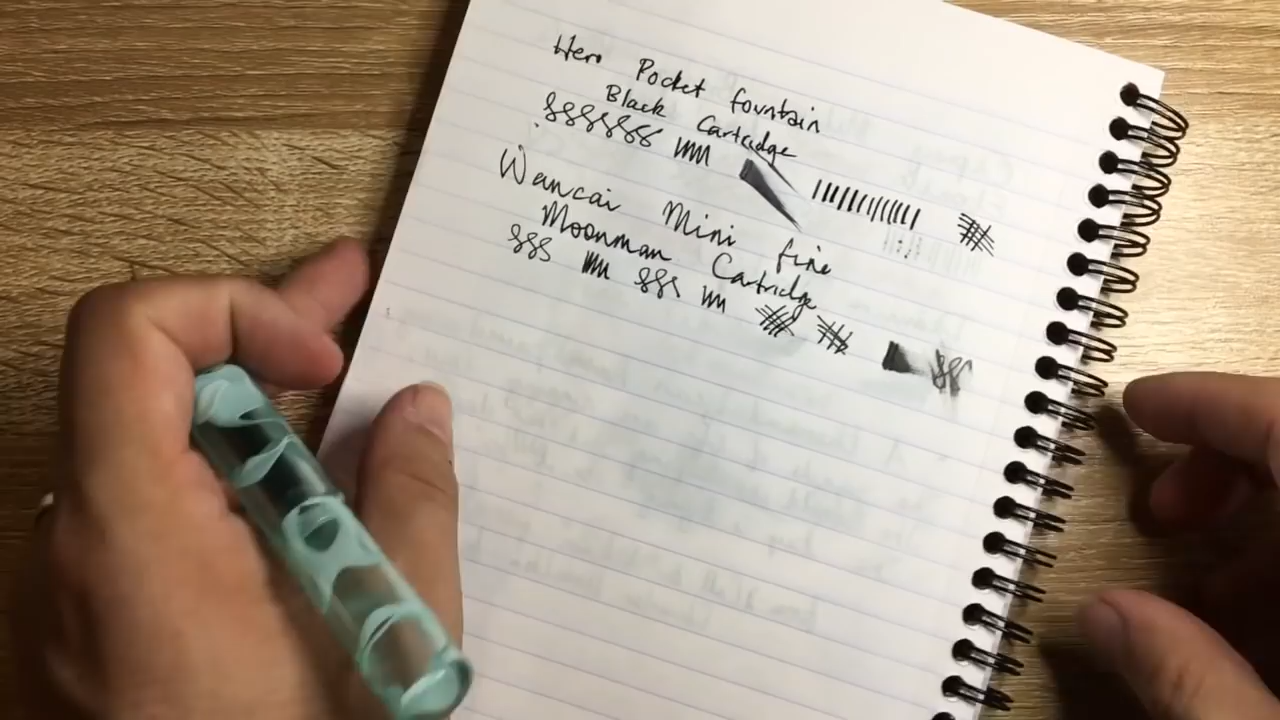 Hero Pocket fountain
Black Cartridge
Wancai Mini fine
Moonman Cartridge